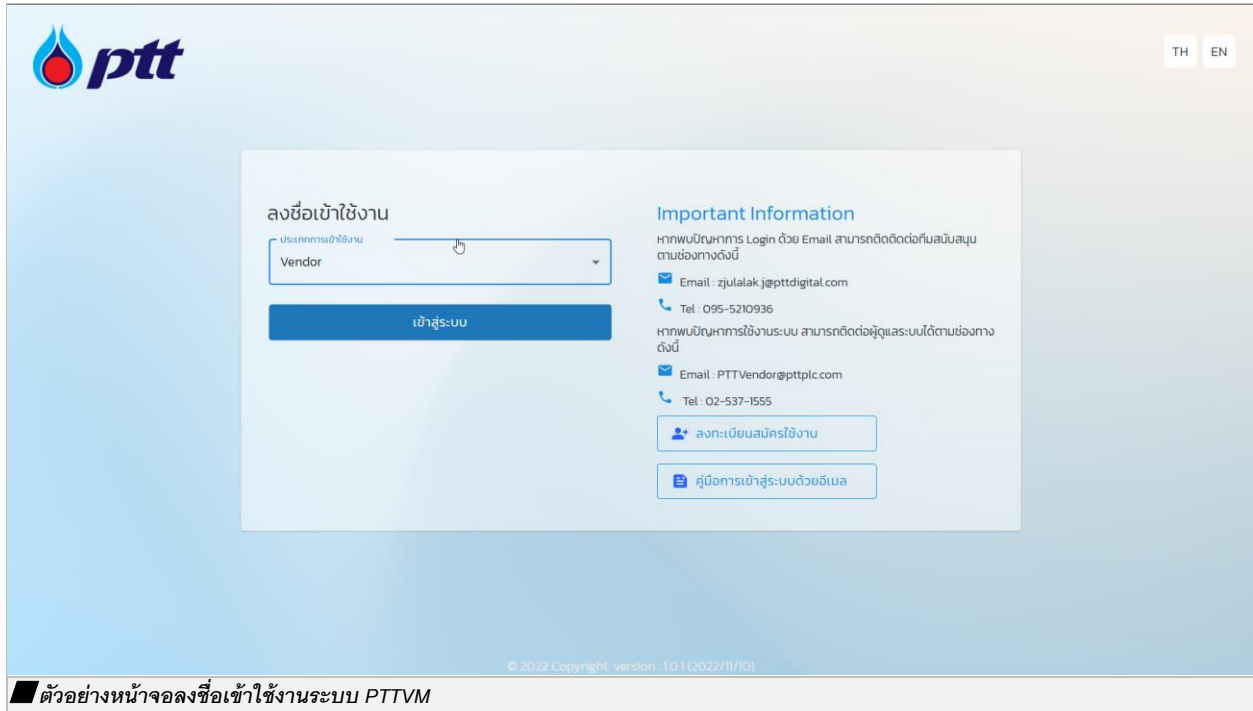 ptt
TH EN
ลงชื่อเข้าใช้งาน
ประเภทการเข้าใช้งาน
Vendor
เข้าสู่ระบบ
Important Information
หากพบปัญหาการ Login ด้วย Email สามารถติดต่อทีมสนับสนุน
ตามช่องทางดังนี้
Email : zjulalak.j@pttdigital.com
Tel : 095-5210936
หากพบปัญหาการใช้งานระบบ สามารถติดต่อผู้ดูแลระบบได้ตามช่องทาง
ดังนี้
Email : PTTVendor@pttplc.com
Tel : 02-537-1555
ลงทะเบียนสมัครใช้งาน
คู่มือการเข้าสู่ระบบด้วยอีเมล
© 2022 Copyright. version : 1.0.1 (2022/11/10)
ตัวอย่างหน้าจอลงชื่อเข้าใช้งานระบบ PTTVM